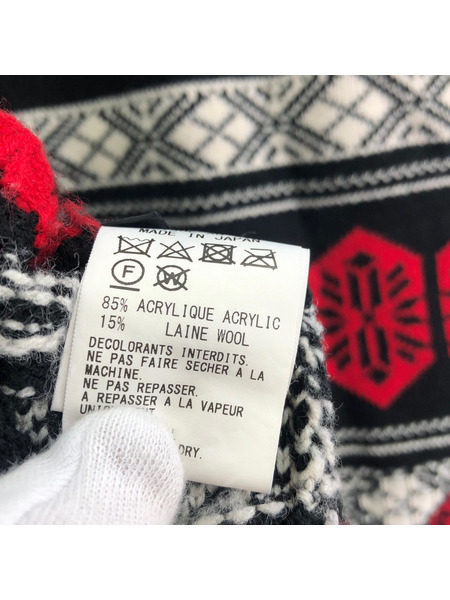 MADE IN JAPAN
F W
85% ACRYLIQUE ACRYLIC
15% LAINE WOOL
DECOLORANTS INTERDITS.
NE PAS FAIRE SECHER A LA
MACHINE.
NE PAS REPASSER.
A REPASSER A LA VAPEUR
DRY.